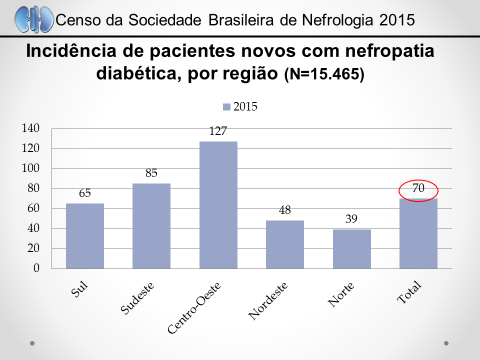 Censo da Sociedade Brasileira de Nefrologia 2015
Incidência de pacientes novos com nefropatia
diabética, por região (N=15.465)
2015
140
120
100
80
60
40
20
0
65
85
127
48
39
70
Sul
Sudeste
Centro-Oeste
Nordeste
Norte
Total